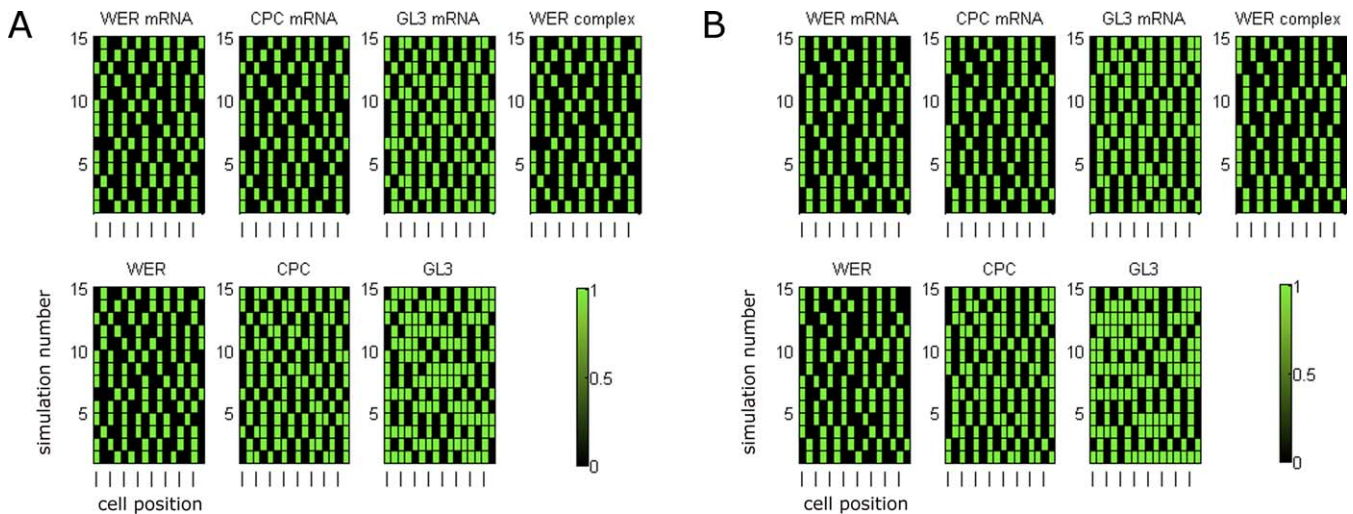 A
WER mRNA CPC mRNA GL3 mRNA WER complex
15 15 15 15
10 10 10 10
5 5 5 5
WER CPC GL3
15 15 15
10 10 10
5 5 5
simulation number
cell position
1
0.5
0
B
WER mRNA CPC mRNA GL3 mRNA WER complex
15 15 15 15
10 10 10 10
5 5 5 5
WER CPC GL3
15 15 15
10 10 10
5 5 5
simulation number
cell position
1
0.5
0